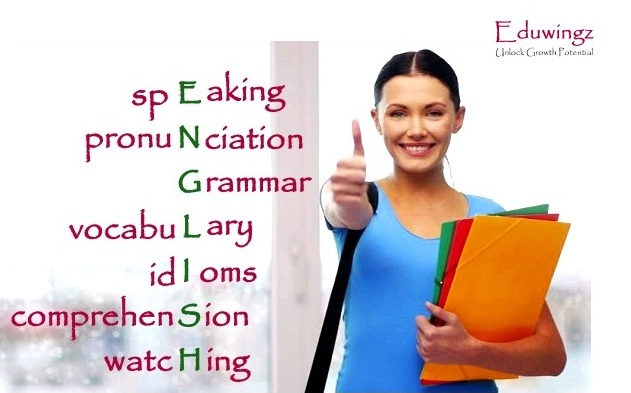 Eduwingz
Unlock Growth Potential
spEaking
pronuNciation
Grammar
vocabuLary
idIoms
comprehenSion
watcHing